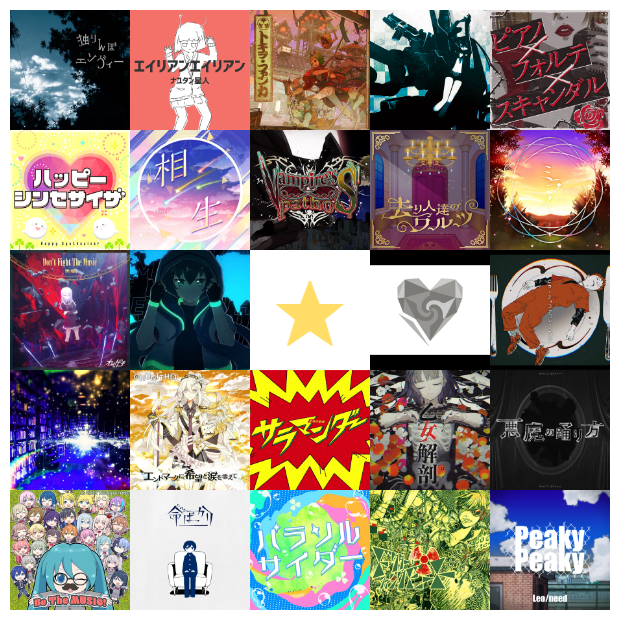 独りんぼ
エンヴィー
エイリアンエイリアン
ナユタン星人
ピアノ
×
フォルテ
×
スキャンダル
ハッピー
シンセサイザ
Happy Synthesizer
相
生
Vampire's
pathoS
去り人達の
ワルツ
Don't Fight The Music
オンゲキ
エンドマークに希望と涙を添えて
サラマンダー
乙女解剖
悪魔の踊り方
Be The MUSIC!
命ばっかり
パラソル
サイダー
Peaky
Peaky
Leo/need